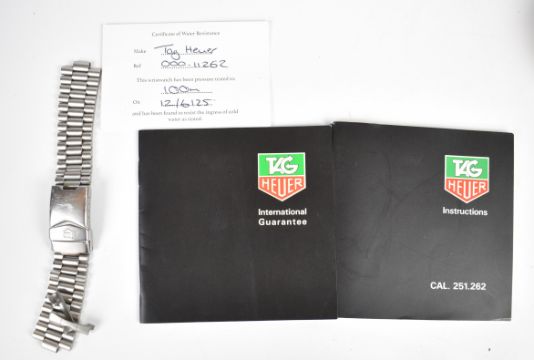 Certificate of Water Resistance
Make Tag Heuer
Ref 000-11262
This wristwatch has been pressure tested to:
100m
On 12/6/25
and has been found to resist the ingress of cold
water as tested
TAG
HEUER
International
Guarantee
TAG
HEUER
Instructions
CAL. 251.262